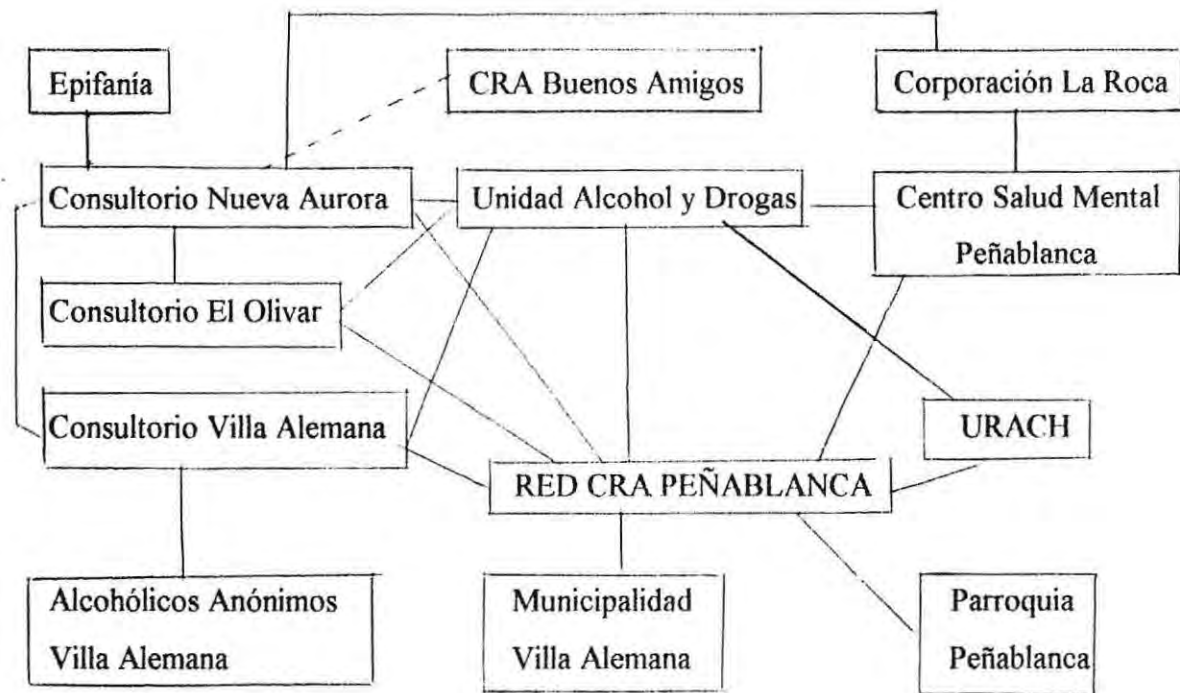 Epifanía
CRA Buenos Amigos
Corporación La Roca
Consultorio Nueva Aurora
Unidad Alcohol y Drogas
Centro Salud Mental
Peñablanca
Consultorio El Olivar
Consultorio Villa Alemana
URACH
RED CRA PEÑABLANCA
Alcohólicos Anónimos
Villa Alemana
Municipalidad
Villa Alemana
Parroquia
Peñablanca